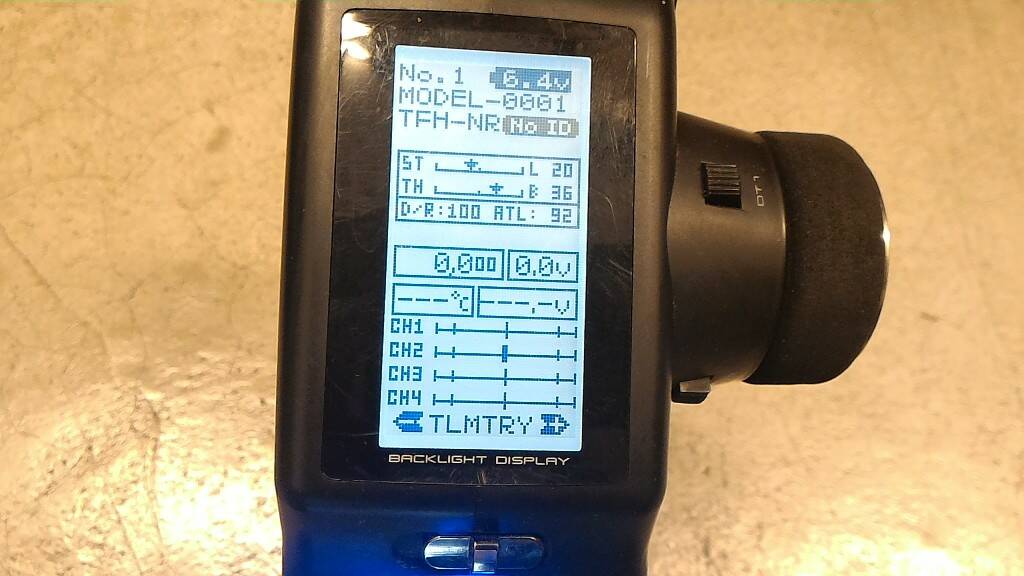 No.1 6.4v
MODEL-0001
TFH-NR No ID
ST L 20
TH B 36
D/R:100 ATL: 92
0,000 0,0v
----°C ---.-V
CH1
CH2
CH3
CH4
TLMTRY
BACKLIGHT DISPLAY
DT1